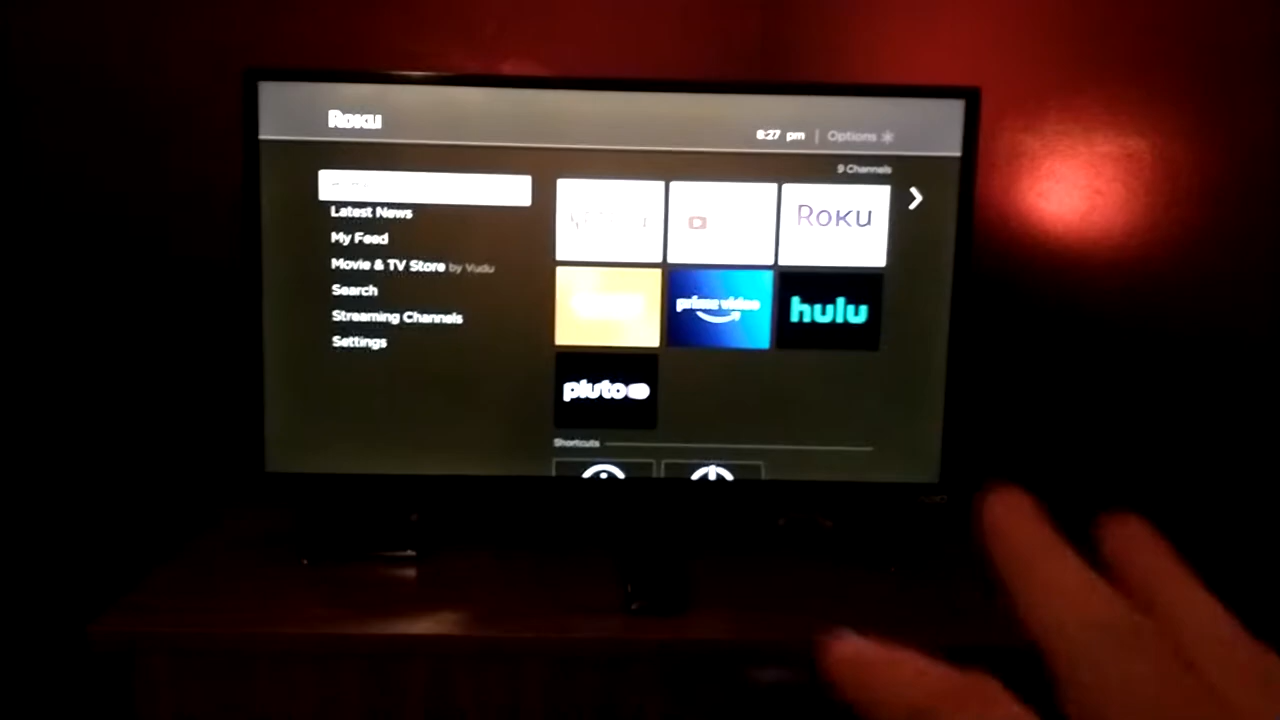 Roku
8:27 pm | Options
9 Channels
Latest News
My Feed
Movie & TV Store by Vudu
Search
Streaming Channels
Settings
Roku
prime video
hulu
pluto
Shortcuts